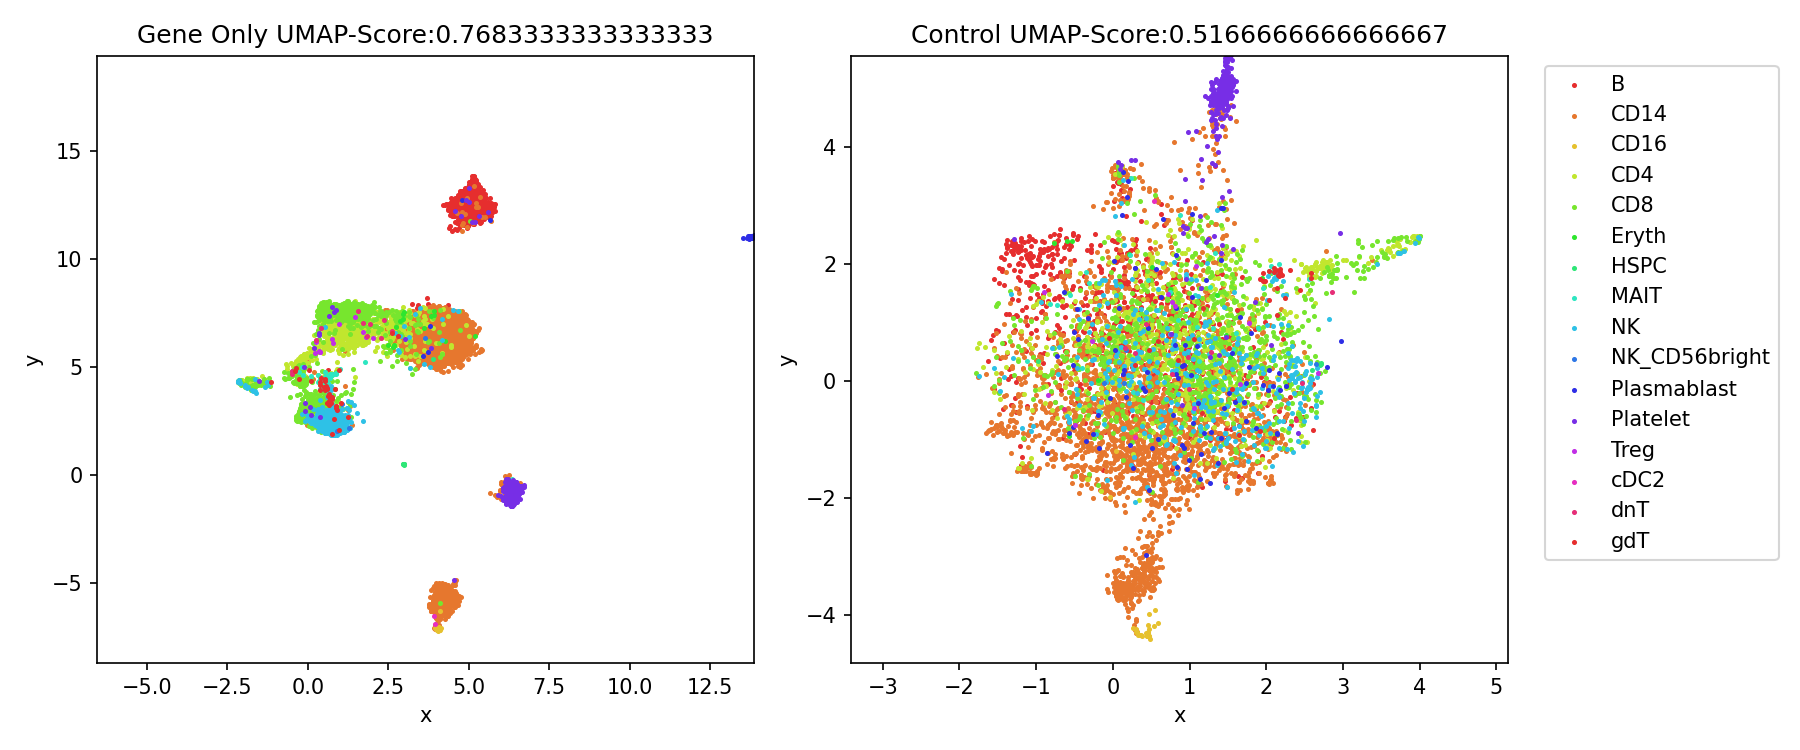 Gene Only UMAP-Score:0.7683333333333333
Control UMAP-Score:0.5166666666666667
15
10
5
0
−5
y
−5.0 −2.5 0.0 2.5 5.0 7.5 10.0 12.5
x
4
2
0
−2
−4
y
−3 −2 −1 0 1 2 3 4 5
x
B
CD14
CD16
CD4
CD8
Eryth
HSPC
MAIT
NK
NK_CD56bright
Plasmablast
Platelet
Treg
cDC2
dnT
gdT